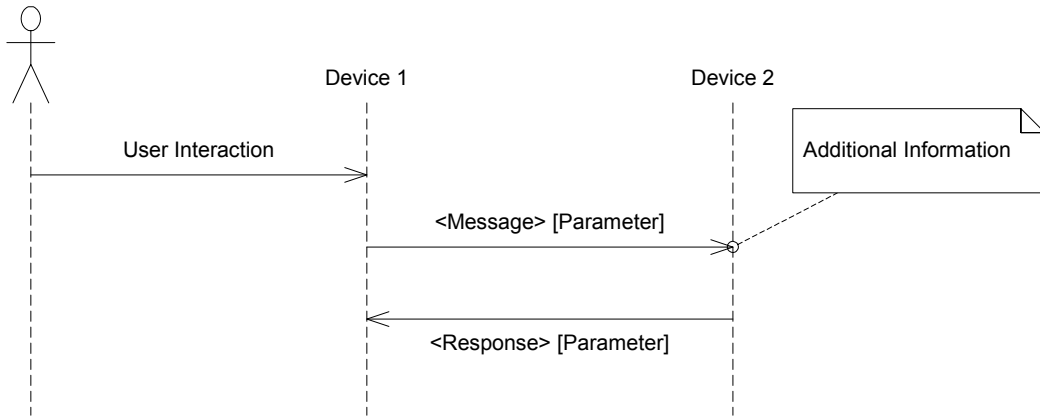 Device 1
Device 2
User Interaction
Additional Information
<Message> [Parameter]
<Response> [Parameter]